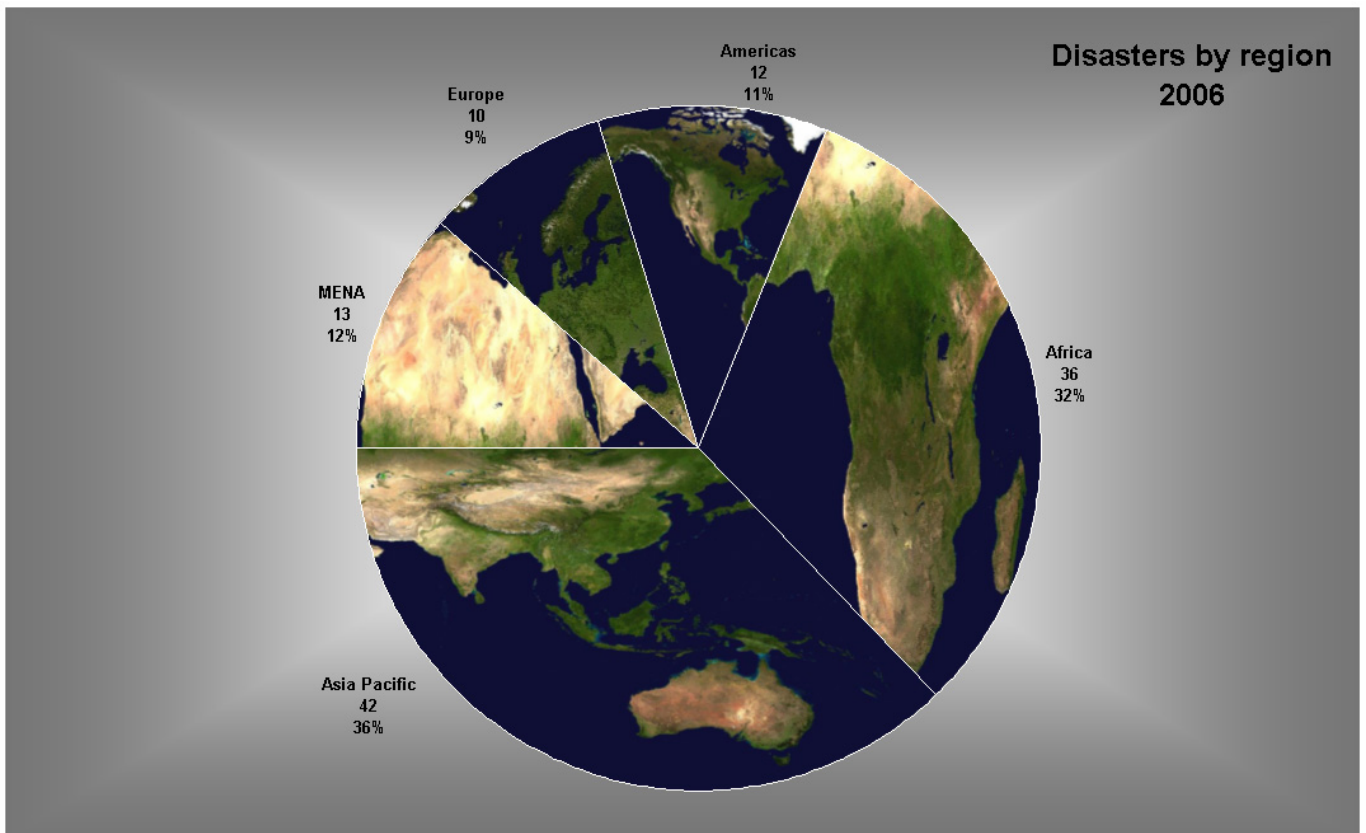 Disasters by region
2006
Americas
12
11%
Europe
10
9%
MENA
13
12%
Africa
36
32%
Asia Pacific
42
36%